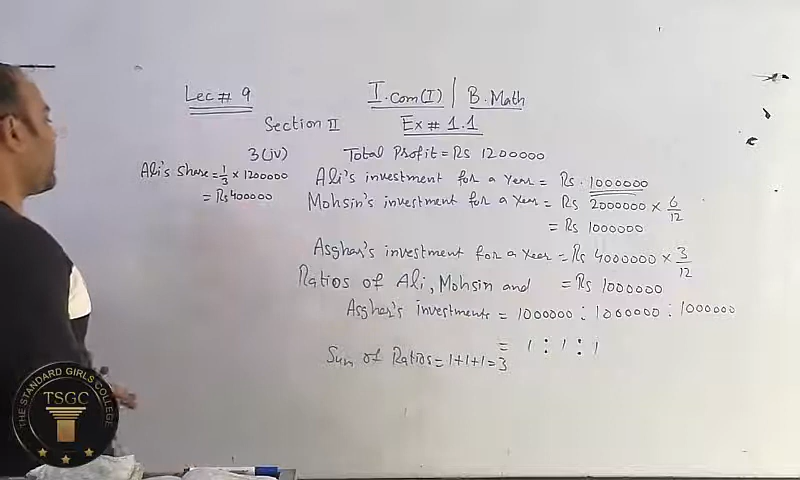 Lec # 9
I.Com(I) | B.Math
Section II
Ex # 1.1
3(iv)
Total Profit = Rs 1200000
Ali's Share = 1/3 × 1200000
= Rs 400000
Ali's investment for a Year = Rs. 1000000
Mohsin's investment for a Year = Rs 2000000 × 6/12
= Rs 1000000
Asghar's investment for a Year = Rs 4000000 × 3/12
= Rs 1000000
Ratios of Ali, Mohsin and
Asghar's investments = 1000000 : 1000000 : 1000000
= 1 : 1 : 1
Sum of Ratios = 1+1+1 = 3
THE STANDARD GIRLS COLLEGE
TSGC